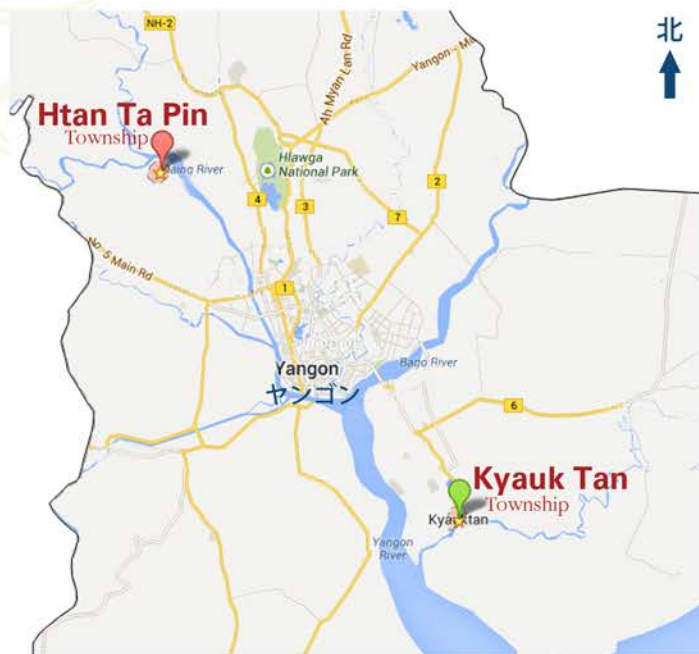 NH-2
北
Ah Myan Lan Rd
Htan Ta Pin
Township
Hlawga
National Park
4
3
2
7
No. 5 Main Rd
1
Bago River
Yangon
ヤンゴン
6
Kyauk Tan
Township
Yangon
River